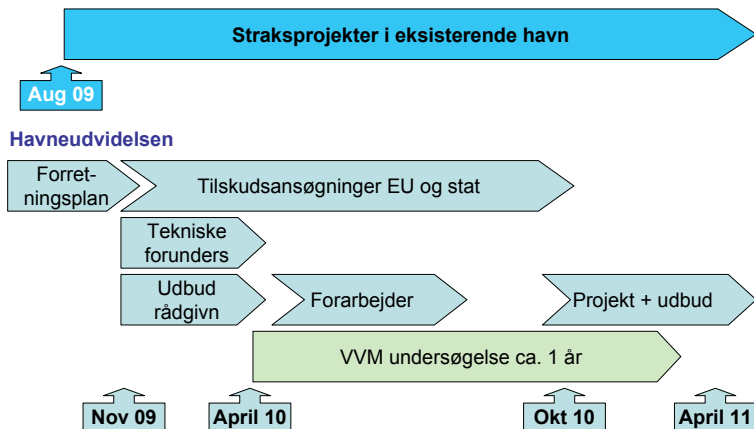 Straksprojekter i eksisterende havn
Aug 09
Havneudvidelsen
Forret-
ningsplan
Tilskudsansøgninger EU og stat
Tekniske
forunders
Udbud
rådgivn
Forarbejder
Projekt + udbud
VVM undersøgelse ca. 1 år
Nov 09
April 10
Okt 10
April 11